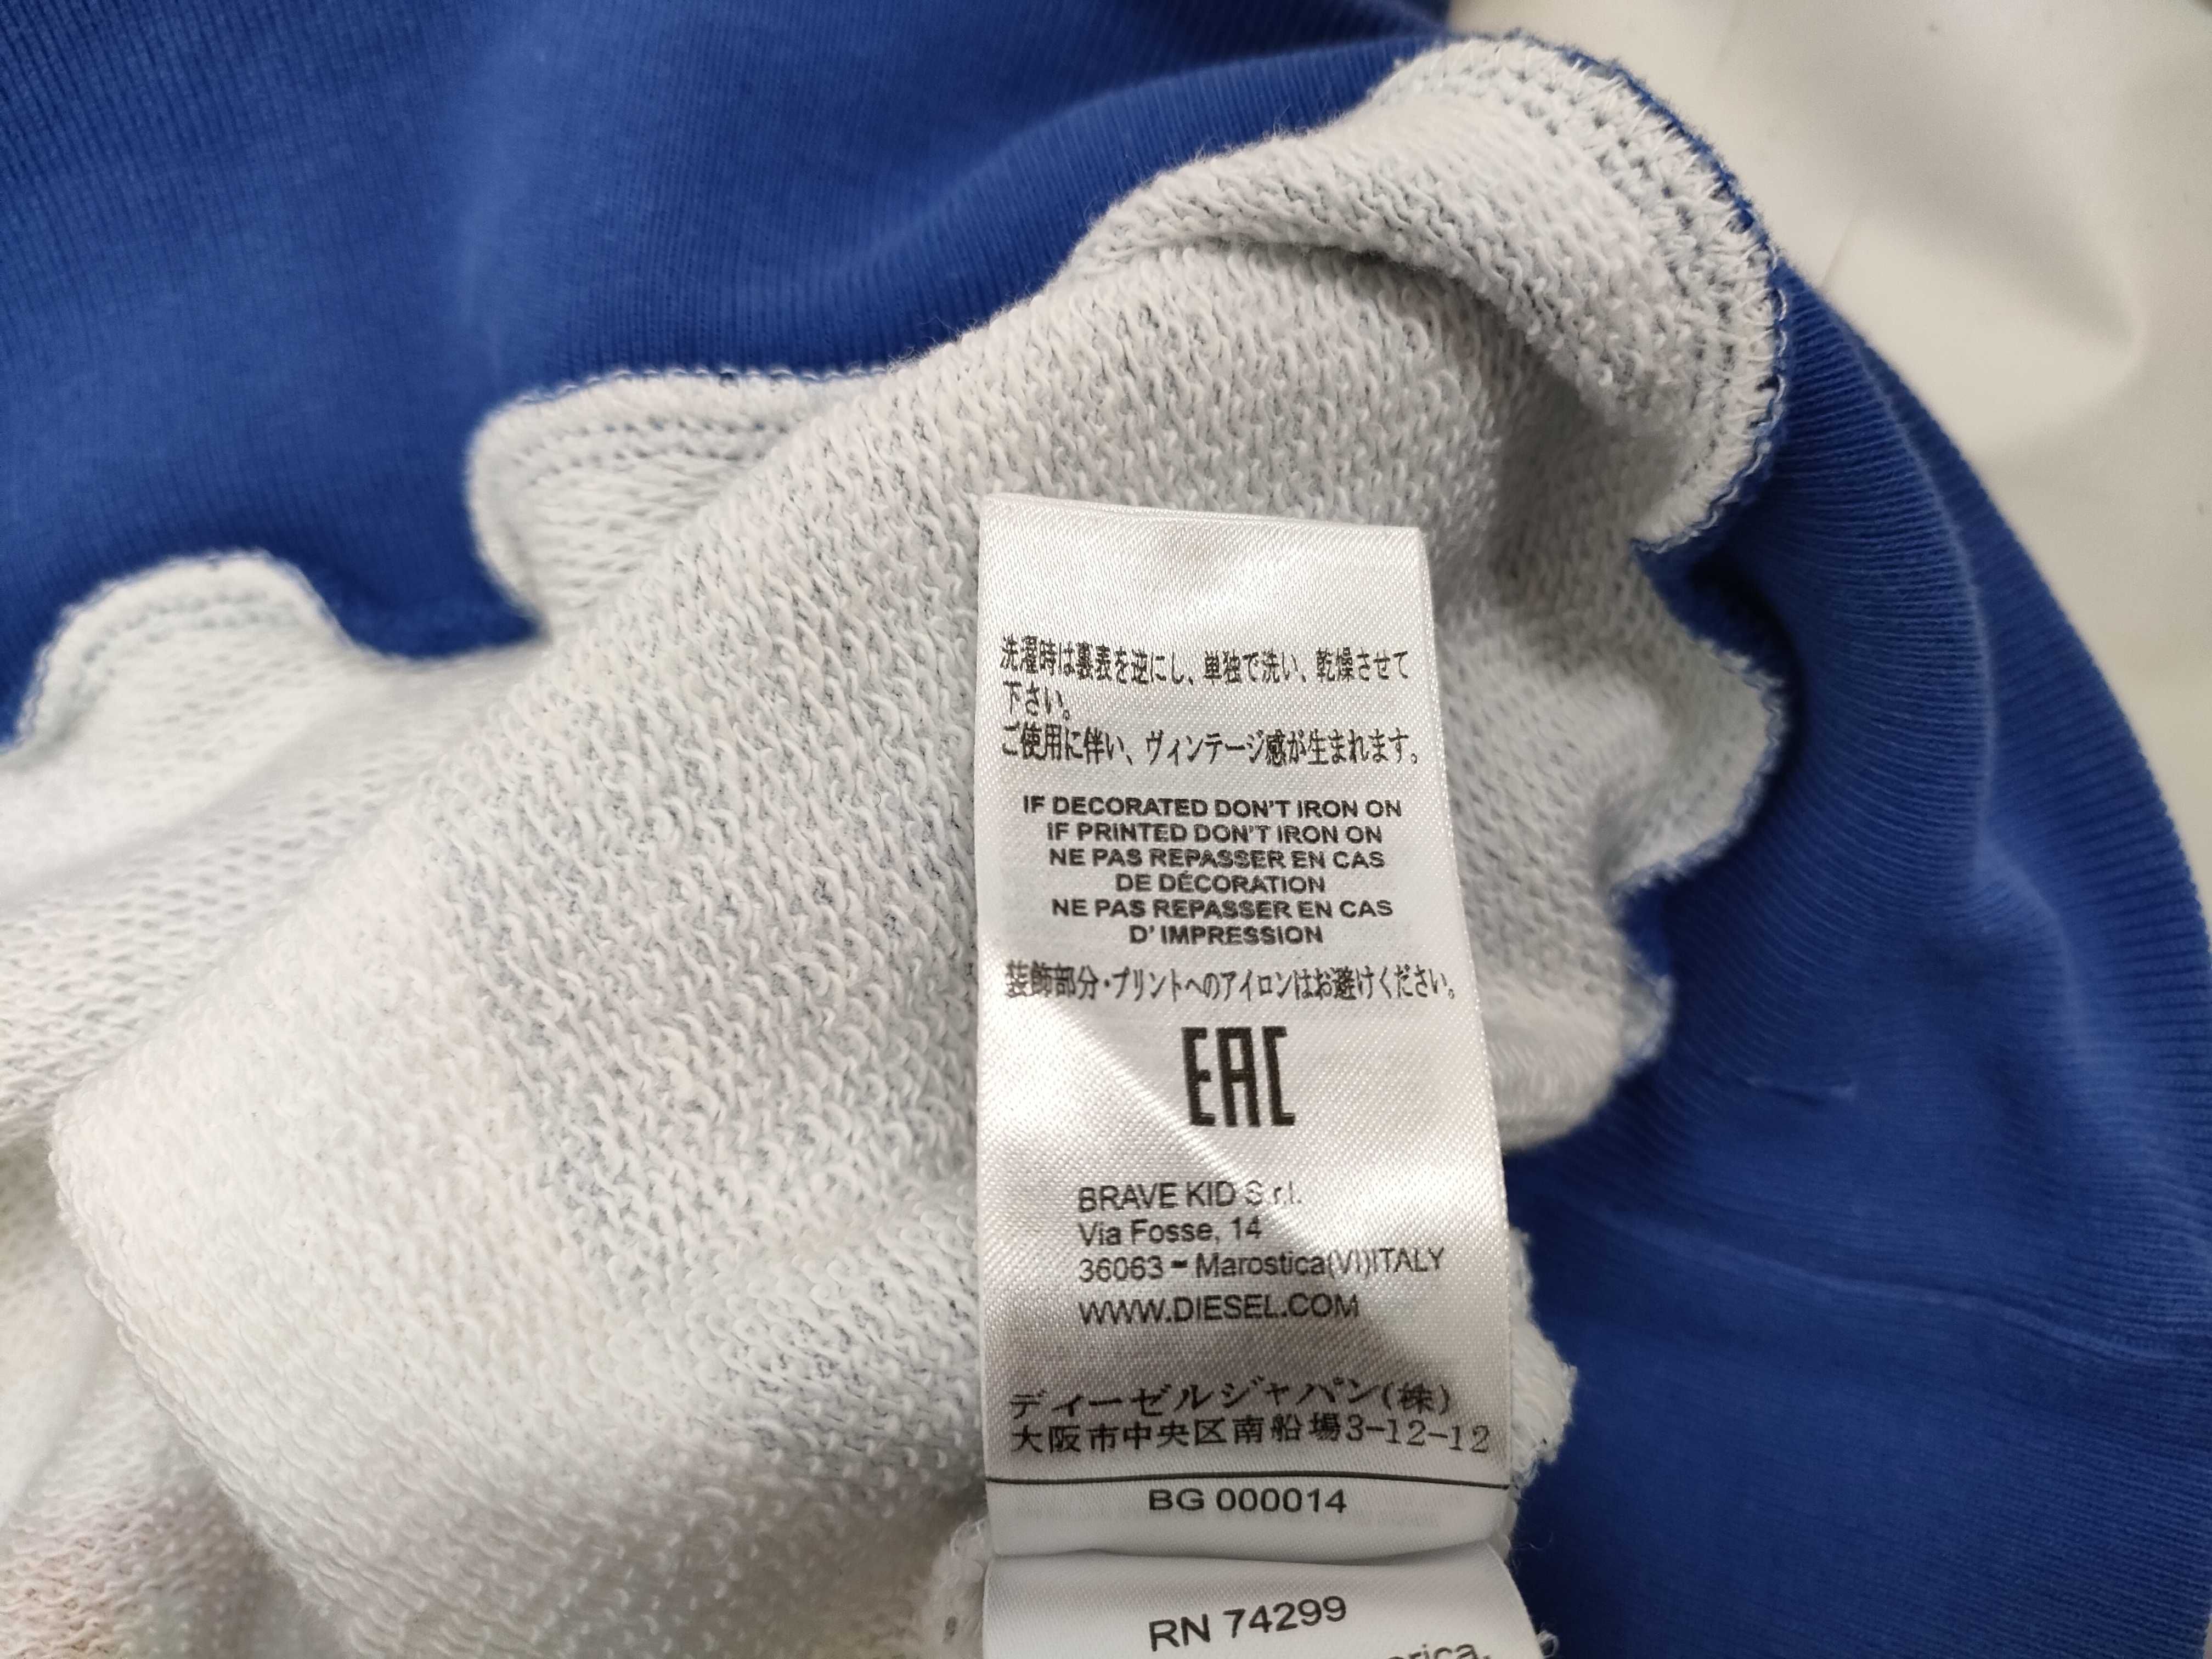 洗濯時は裏表を逆にし、単独で洗い、乾燥させて
下さい。
ご使用に伴い、ヴィンテージ感が生まれます。
IF DECORATED DON'T IRON ON
IF PRINTED DON'T IRON ON
NE PAS REPASSER EN CAS
DE DÉCORATION
NE PAS REPASSER EN CAS
D' IMPRESSION
装飾部分・プリントへのアイロンはお避けください。
EAC
BRAVE KID S.r.l.
Via Fosse, 14
36063 - Marostica(VI)ITALY
WWW.DIESEL.COM
ディーゼルジャパン(株)
大阪市中央区南船場3-12-12
BG 000014
RN 74299